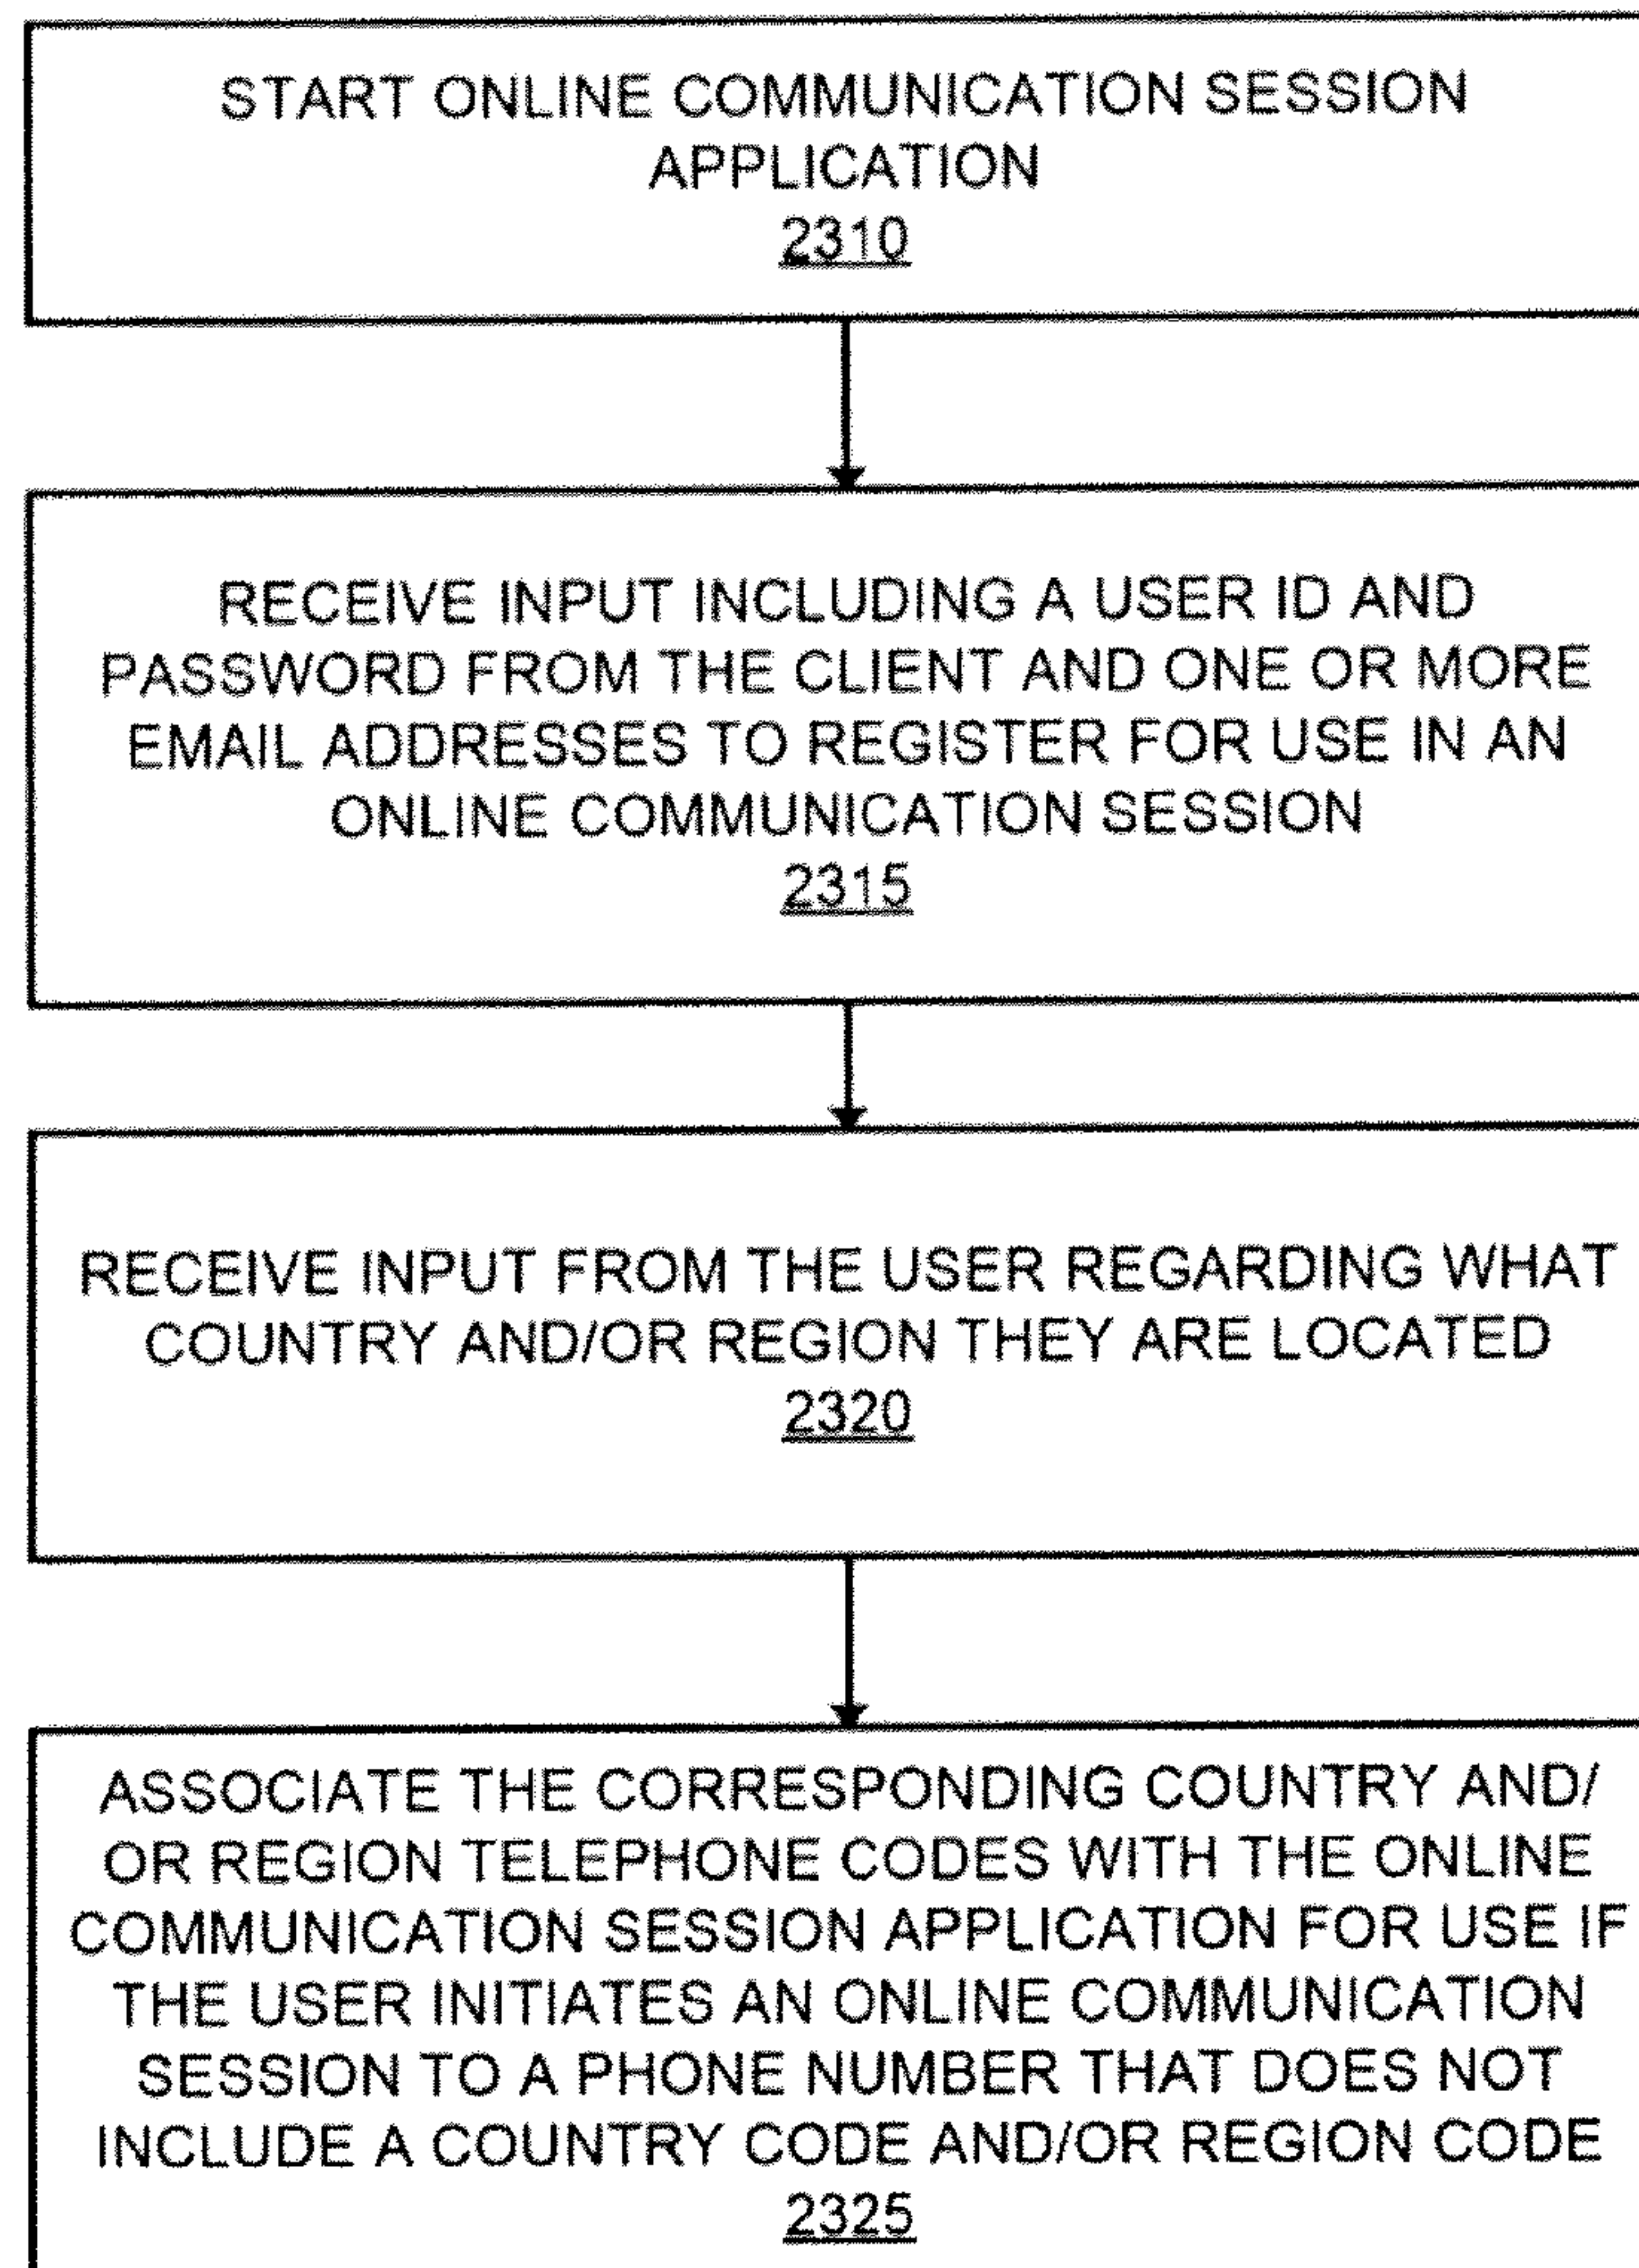 START ONLINE COMMUNICATION SESSION
APPLICATION
2310
RECEIVE INPUT INCLUDING A USER ID AND
PASSWORD FROM THE CLIENT AND ONE OR MORE
EMAIL ADDRESSES TO REGISTER FOR USE IN AN
ONLINE COMMUNICATION SESSION
2315
RECEIVE INPUT FROM THE USER REGARDING WHAT
COUNTRY AND/OR REGION THEY ARE LOCATED
2320
ASSOCIATE THE CORRESPONDING COUNTRY AND/
OR REGION TELEPHONE CODES WITH THE ONLINE
COMMUNICATION SESSION APPLICATION FOR USE IF
THE USER INITIATES AN ONLINE COMMUNICATION
SESSION TO A PHONE NUMBER THAT DOES NOT
INCLUDE A COUNTRY CODE AND/OR REGION CODE
2325